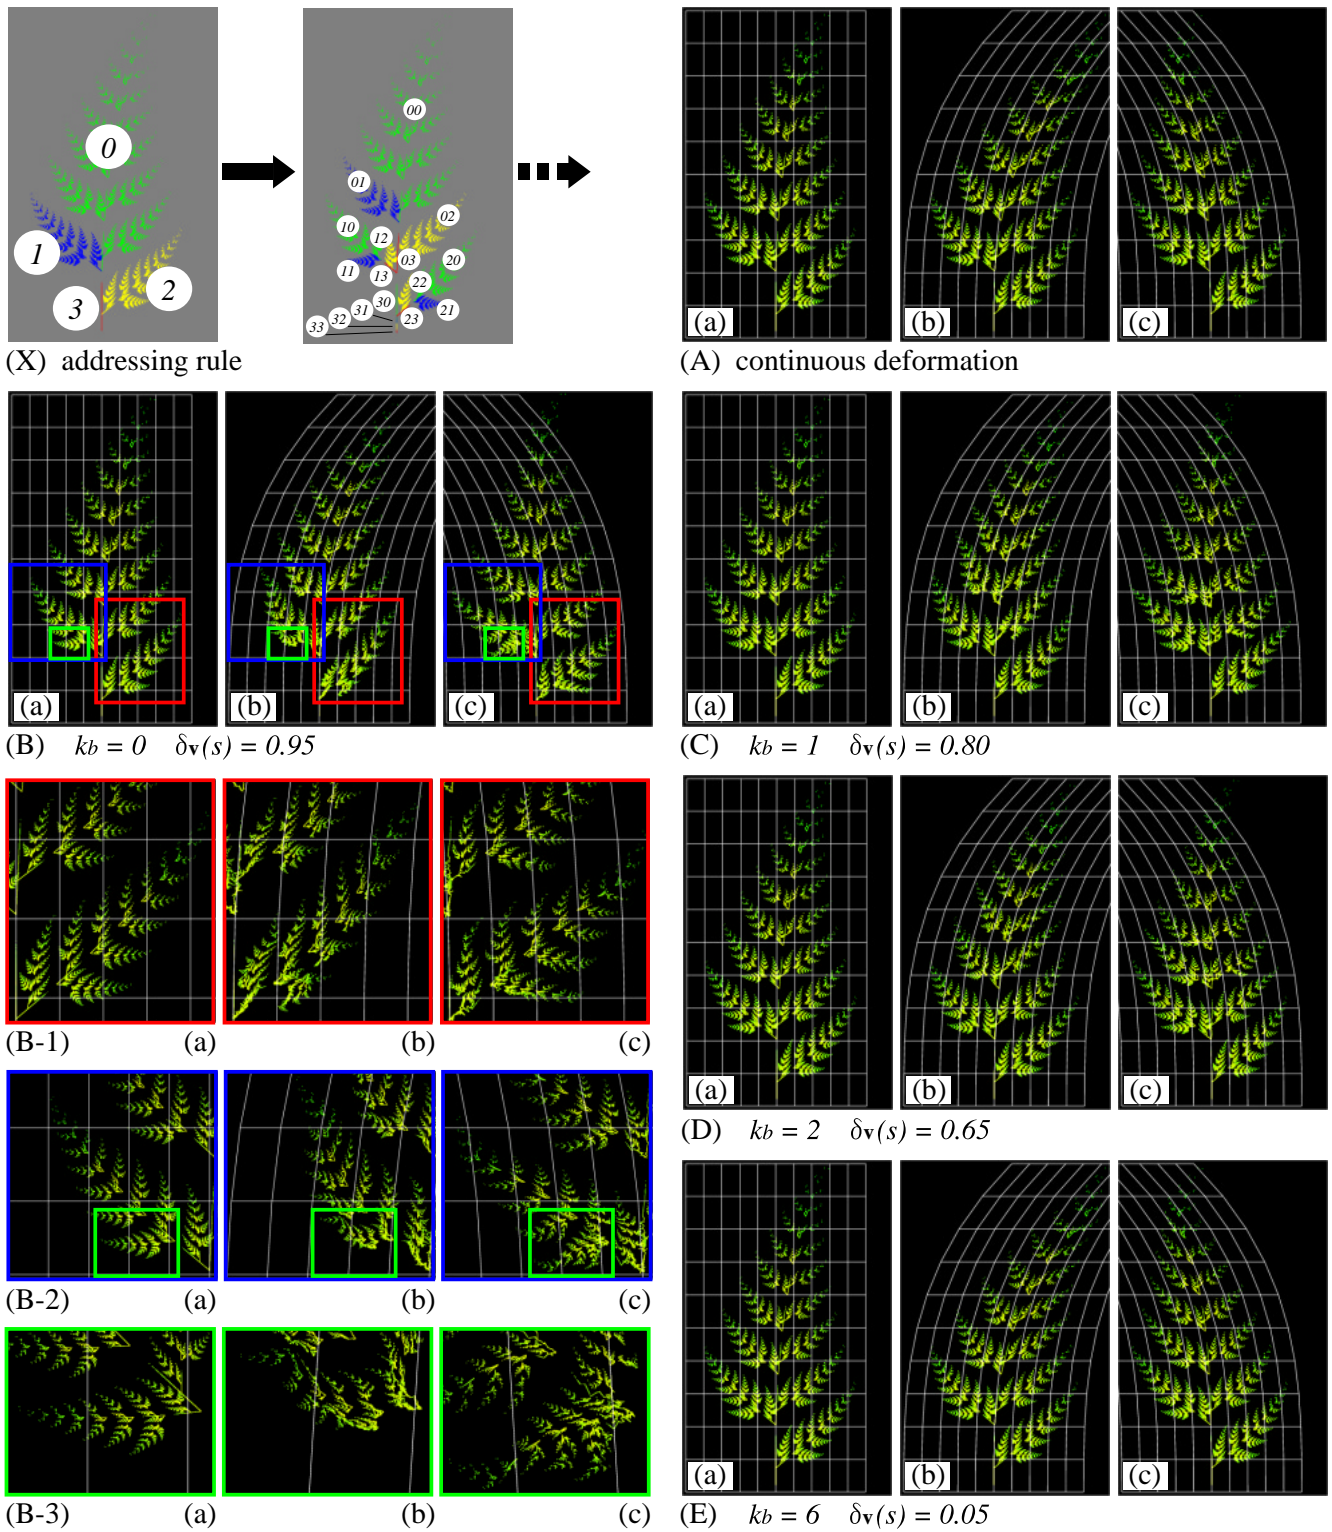 0
1
2
3
00
01
02
10
12
03
20
11
13
22
30
31
32
33
23
21
(X) addressing rule
(a)
(b)
(c)
(A) continuous deformation
(a)
(b)
(c)
(B) kb = 0 δv(s) = 0.95
(a)
(b)
(c)
(C) kb = 1 δv(s) = 0.80
(B-1) (a) (b) (c)
(a)
(b)
(c)
(D) kb = 2 δv(s) = 0.65
(B-2) (a) (b) (c)
(B-3) (a) (b) (c)
(a)
(b)
(c)
(E) kb = 6 δv(s) = 0.05